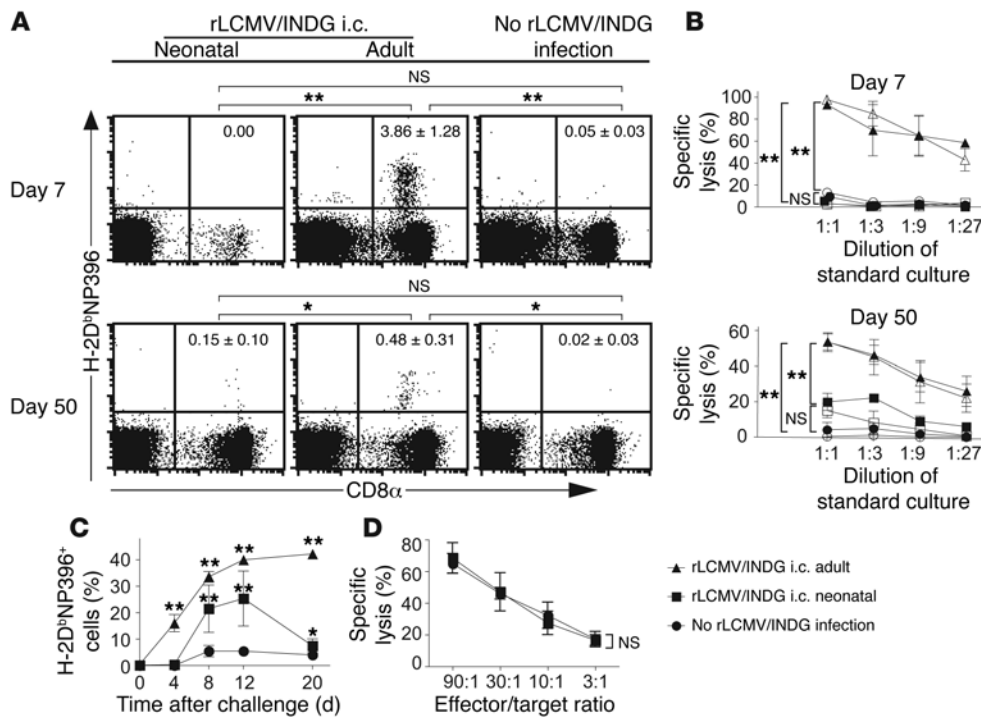 A
rLCMV/INDG i.c.
Neonatal
Adult
No rLCMV/INDG
infection
NS
**
**
Day 7
0.00
3.86 ± 1.28
0.05 ± 0.03
NS
*
*
Day 50
0.15 ± 0.10
0.48 ± 0.31
0.02 ± 0.03
H-2DᵇNP396
CD8α
B
Day 7
Specific
lysis (%)
100
80
60
40
20
0
**
**
NS
1:1 1:3 1:9 1:27
Dilution of
standard culture
Day 50
Specific
lysis (%)
60
40
20
0
**
**
NS
1:1 1:3 1:9 1:27
Dilution of
standard culture
C
H-2DᵇNP396⁺
cells (%)
40
30
20
10
0
**
**
**
**
**
**
*
0 4 8 12 20
Time after challenge (d)
D
Specific
lysis (%)
80
60
40
20
0
NS
90:1 30:1 10:1 3:1
Effector/target ratio
rLCMV/INDG i.c. adult
rLCMV/INDG i.c. neonatal
No rLCMV/INDG infection